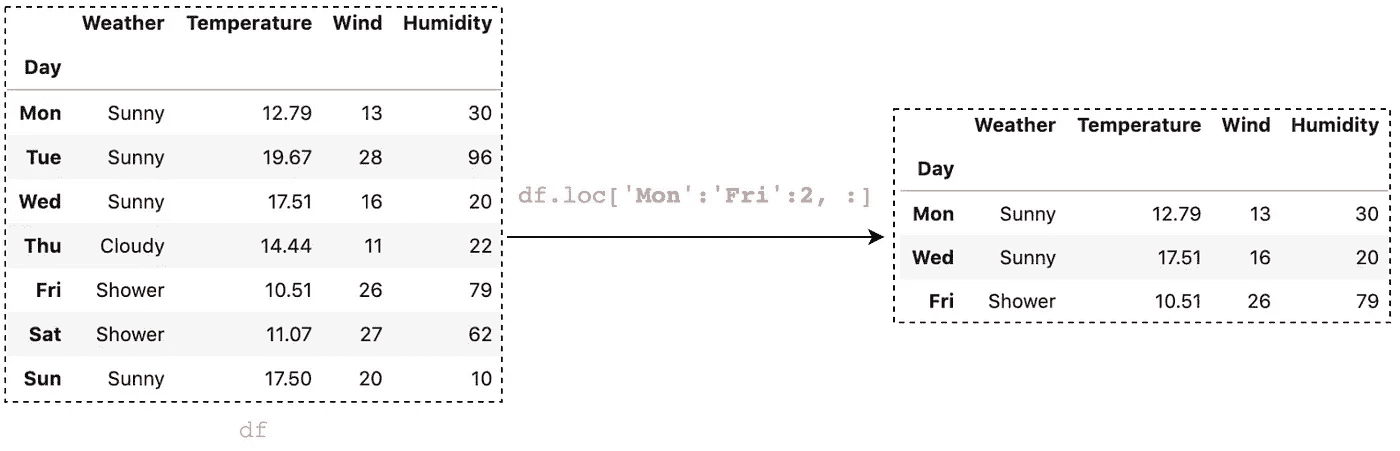 Weather Temperature Wind Humidity
Day
Mon Sunny 12.79 13 30
Tue Sunny 19.67 28 96
Wed Sunny 17.51 16 20
Thu Cloudy 14.44 11 22
Fri Shower 10.51 26 79
Sat Shower 11.07 27 62
Sun Sunny 17.50 20 10
df
df.loc['Mon':'Fri':2, :]
Weather Temperature Wind Humidity
Day
Mon Sunny 12.79 13 30
Wed Sunny 17.51 16 20
Fri Shower 10.51 26 79